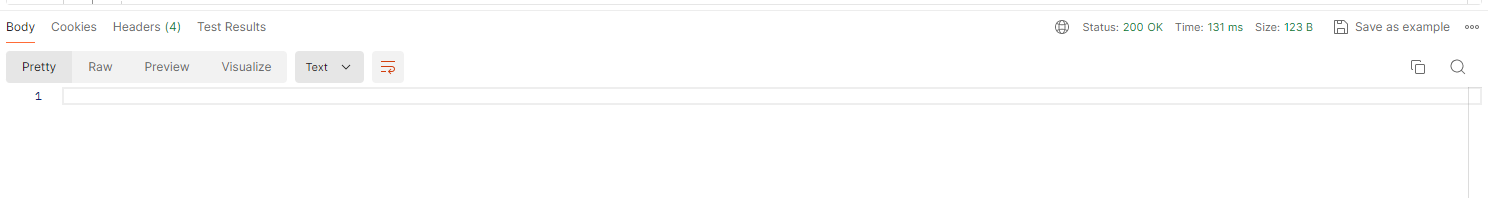 Body Cookies Headers (4) Test Results Status: 200 OK Time: 131 ms Size: 123 B Save as example
Pretty Raw Preview Visualize Text
1